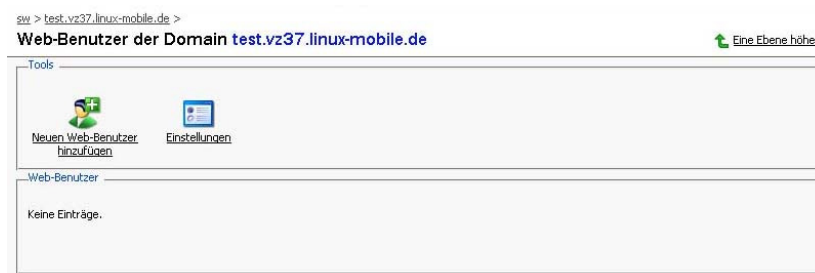 sw > test.vz37.linux-mobile.de >
Web-Benutzer der Domain test.vz37.linux-mobile.de
Eine Ebene höhe
Tools
Neuen Web-Benutzer
hinzufügen
Einstellungen
Web-Benutzer
Keine Einträge.